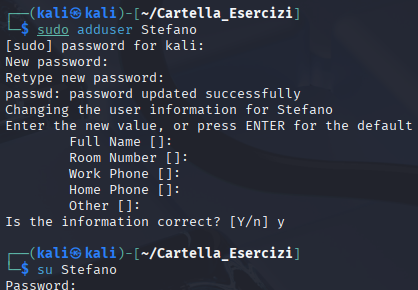 ┌──(kali㉿kali)-[~/Cartella_Esercizi]
└─$ sudo adduser Stefano
[sudo] password for kali:
New password:
Retype new password:
passwd: password updated successfully
Changing the user information for Stefano
Enter the new value, or press ENTER for the default
        Full Name []:
        Room Number []:
        Work Phone []:
        Home Phone []:
        Other []:
Is the information correct? [Y/n] y
┌──(kali㉿kali)-[~/Cartella_Esercizi]
└─$ su Stefano
Password: